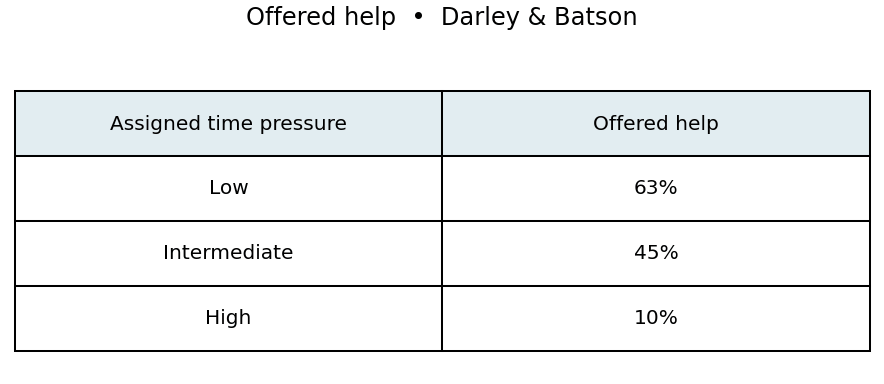 Offered help • Darley & Batson
Assigned time pressure Offered help
Low 63%
Intermediate 45%
High 10%